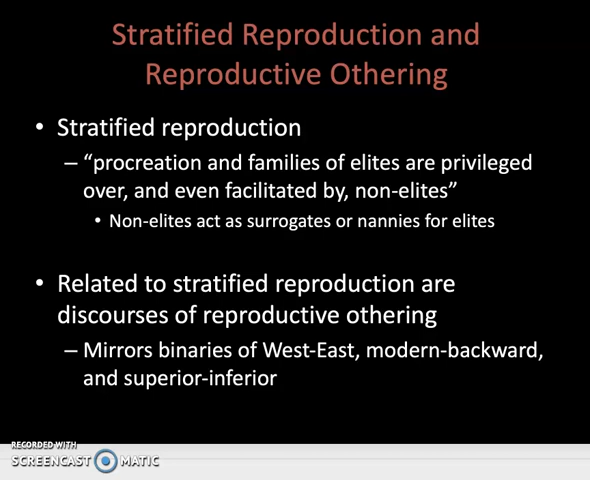 Stratified Reproduction and
Reproductive Othering
• Stratified reproduction
– “procreation and families of elites are privileged
over, and even facilitated by, non-elites”
• Non-elites act as surrogates or nannies for elites
• Related to stratified reproduction are
discourses of reproductive othering
– Mirrors binaries of West-East, modern-backward,
and superior-inferior
RECORDED WITH
SCREENCAST MATIC